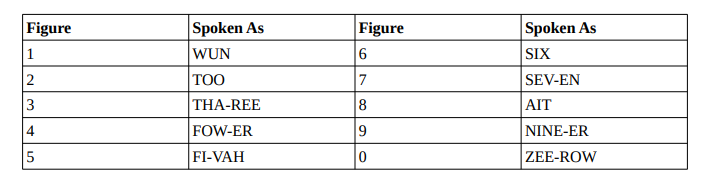 Figure Spoken As Figure Spoken As
1 WUN 6 SIX
2 TOO 7 SEV-EN
3 THA-REE 8 AIT
4 FOW-ER 9 NINE-ER
5 FI-VAH 0 ZEE-ROW